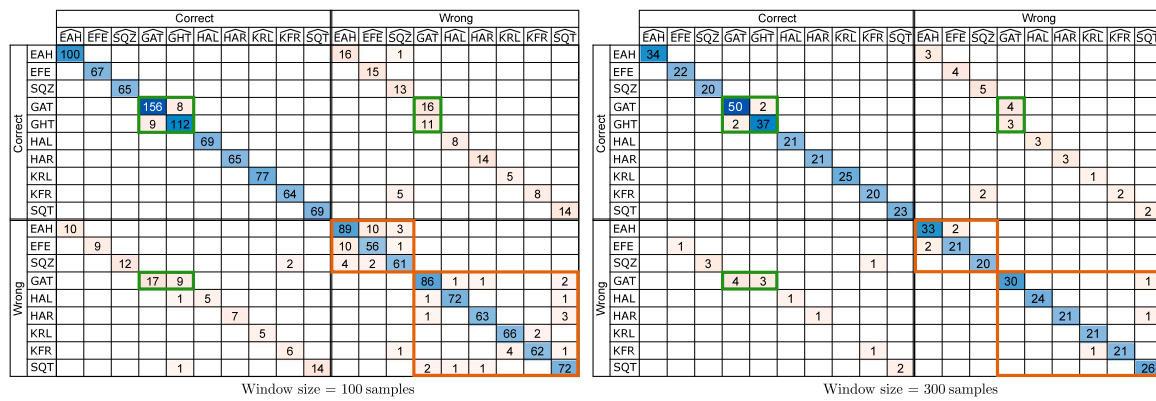 Correct Wrong
EAH EFE SQZ GAT GHT HAL HAR KRL KFR SQT EAH EFE SQZ GAT HAL HAR KRL KFR SQT
Correct
EAH 100 16 1
EFE 67 15
SQZ 65 13
GAT 156 8 16
GHT 9 112 11
HAL 69 8
HAR 65 14
KRL 77 5
KFR 64 5 8
SQT 69 14
Wrong
EAH 10 89 10 3
EFE 9 10 56 1
SQZ 12 2 4 2 61
GAT 17 9 86 1 1 2
HAL 1 5 1 72 1
HAR 7 1 63 3
KRL 5 66 2
KFR 6 1 4 62 1
SQT 1 14 2 1 1 72
Window size = 100 samples
Correct Wrong
EAH EFE SQZ GAT GHT HAL HAR KRL KFR SQT EAH EFE SQZ GAT HAL HAR KRL KFR SQT
Correct
EAH 34 3
EFE 22 4
SQZ 20 5
GAT 50 2 4
GHT 2 37 3
HAL 21 3
HAR 21 3
KRL 25 1
KFR 20 2 2
SQT 23 2
Wrong
EAH 33 2
EFE 1 2 21
SQZ 3 1 20
GAT 4 3 30 1
HAL 1 24
HAR 1 21 1
KRL 21
KFR 1 1 21
SQT 2 26
Window size = 300 samples